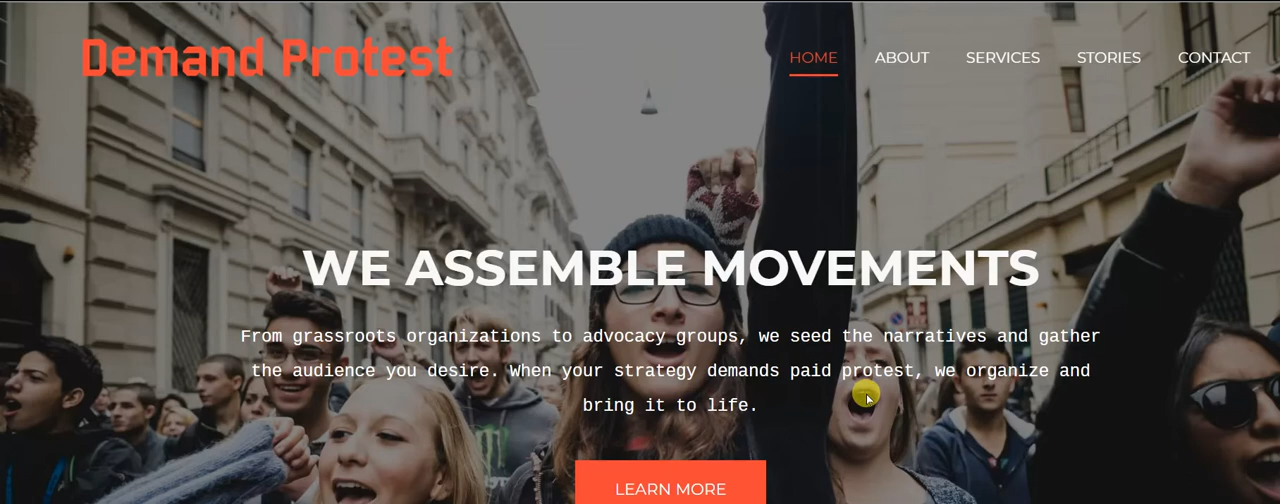 Demand Protest
HOME ABOUT SERVICES STORIES CONTACT
WE ASSEMBLE MOVEMENTS
From grassroots organizations to advocacy groups, we seed the narratives and gather
the audience you desire. When your strategy demands paid protest, we organize and
bring it to life.
LEARN MORE